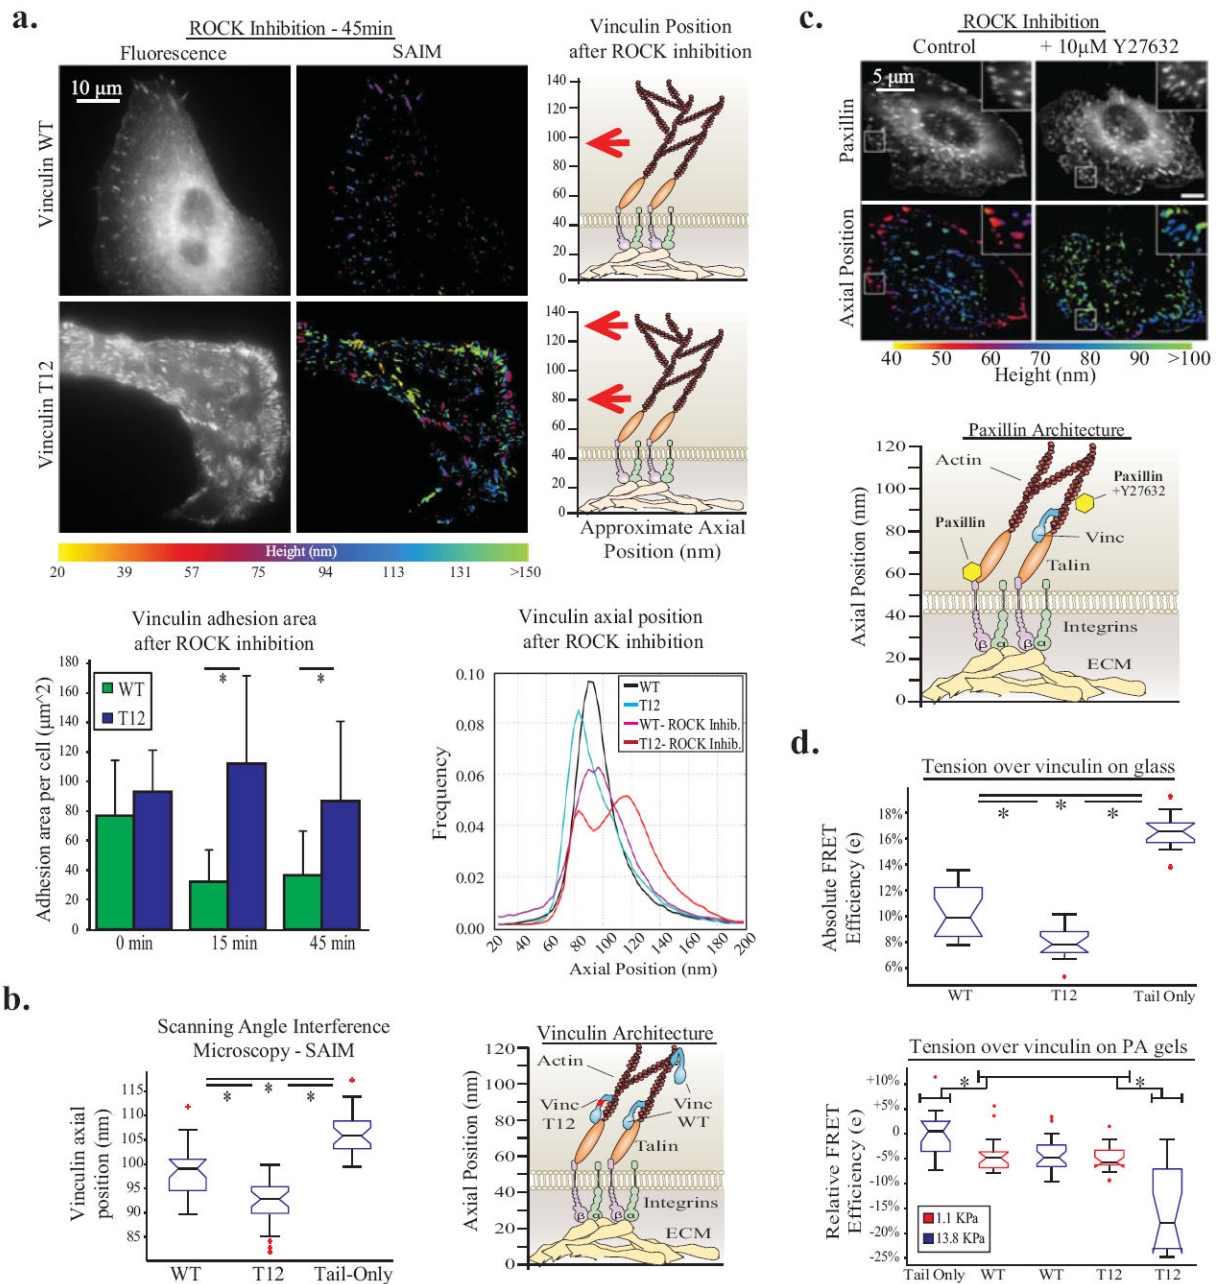 a.
ROCK Inhibition - 45min
Fluorescence
SAIM
10 μm
Vinculin WT
Vinculin T12
Height (nm)
20 39 57 75 94 113 131 >150
Vinculin Position
after ROCK inhibition
140
120
100
80
60
40
20
0
140
120
100
80
60
40
20
0
Approximate Axial
Position (nm)
Vinculin adhesion area
after ROCK inhibition
Adhesion area per cell (μm^2)
180
160
140
120
100
80
60
40
20
0
WT
T12
*
*
0 min 15 min 45 min
Vinculin axial position
after ROCK inhibition
Frequency
0.10
0.08
0.06
0.04
0.02
0.00
WT
T12
WT- ROCK Inhib.
T12- ROCK Inhib.
20 40 60 80 100 120 140 160 180 200
Axial Position (nm)
b.
Scanning Angle Interference
Microscopy - SAIM
Vinculin axial
position (nm)
115
110
105
100
95
90
85
* * *
WT T12 Tail-Only
Vinculin Architecture
Axial Position (nm)
120
100
80
60
40
20
0
Actin
Vinc
T12
Vinc
WT
Talin
Integrins
β α β α
ECM
c.
ROCK Inhibition
Control + 10μM Y27632
5 μm
Paxillin
Axial Position
40 50 60 70 80 90 >100
Height (nm)
Paxillin Architecture
Axial Position (nm)
120
100
80
60
40
20
0
Actin
Paxillin
+Y27632
Paxillin
Vinc
Talin
Integrins
β α β α
ECM
d.
Tension over vinculin on glass
Absolute FRET
Efficiency (e)
18%
16%
14%
12%
10%
8%
6%
* * *
WT T12 Tail Only
Tension over vinculin on PA gels
Relative FRET
Efficiency (e)
+10%
+5%
0
-5%
-10%
-15%
-20%
-25%
* *
1.1 KPa
13.8 KPa
Tail Only WT WT T12 T12